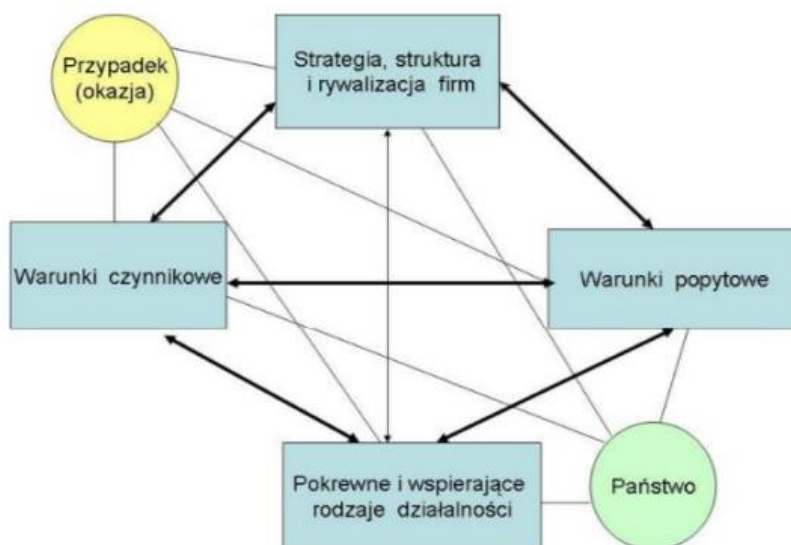 Przypadek
(okazja)
Strategia, struktura
i rywalizacja firm
Warunki czynnikowe
Warunki popytowe
Pokrewne i wspierające
rodzaje działalności
Państwo